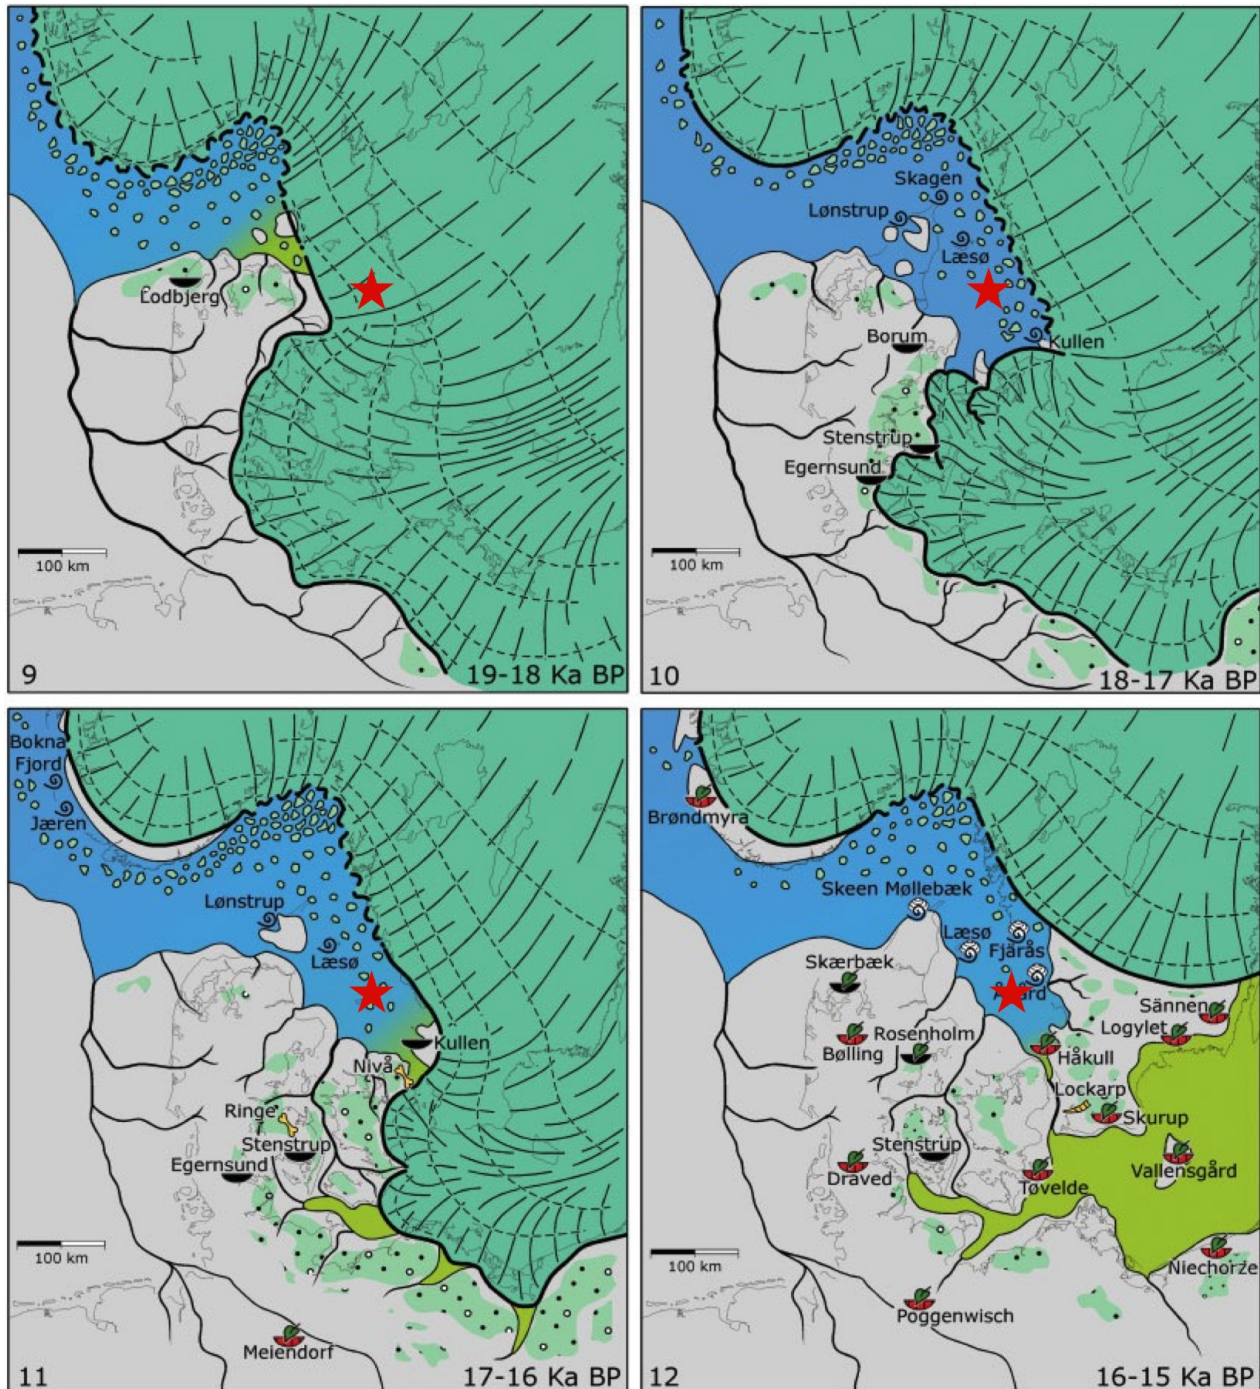 Lodbjerg
100 km
9
19-18 Ka BP
Skagen
Lønstrup
Læsø
Kullen
Borum
Stenstrup
Egernsund
100 km
10
18-17 Ka BP
Bokna
Fjord
Jæren
Lønstrup
Læsø
Kullen
Nivå
Ringe
Stenstrup
Egernsund
100 km
Meiendorf
11
17-16 Ka BP
Brøndmyra
Skeen Møllebæk
Læsø
Fjärås
Skærbæk
Sännen
Logylet
Rosenholm
Bølling
Håkull
Lockarp
Skurup
Stenstrup
Vallensgård
Draved
Tøvelde
100 km
Niechorze
Poggenwisch
12
16-15 Ka BP